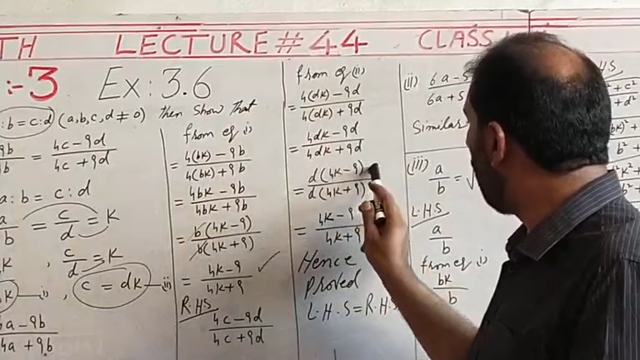 TH LECTURE # 44 CLASS
:-3 Ex: 3.6
: b = c : d) (a, b, c, d ≠ 0) then Show that
9b = 4c - 9d
9b 4c + 9d
a : b = c : d
a/b = c/d = K
K , c/d = K
K —(i) , c = dK —(ii)
4a - 9b
4a + 9b
from eq i)
= 4(bK) - 9b
4(bK) + 9b
= 4bK - 9b
4bK + 9b
= b(4K - 9)
b(4K + 9)
= 4K - 9
4K + 9
R.H.S
4c - 9d
4c + 9d
from eq (ii)
= 4(dK) - 9d
4(dK) + 9d
= 4dK - 9d
4dK + 9d
= d(4K - 9)
d(4K + 9)
= 4K - 9
4K + 9
Hence
Proved
L.H.S = R.H.S
(ii) 6a - 5
6a + 5
Similar
(iii) a/b = √
L.H.S
a
b
from eq i)
bK
b
H.S